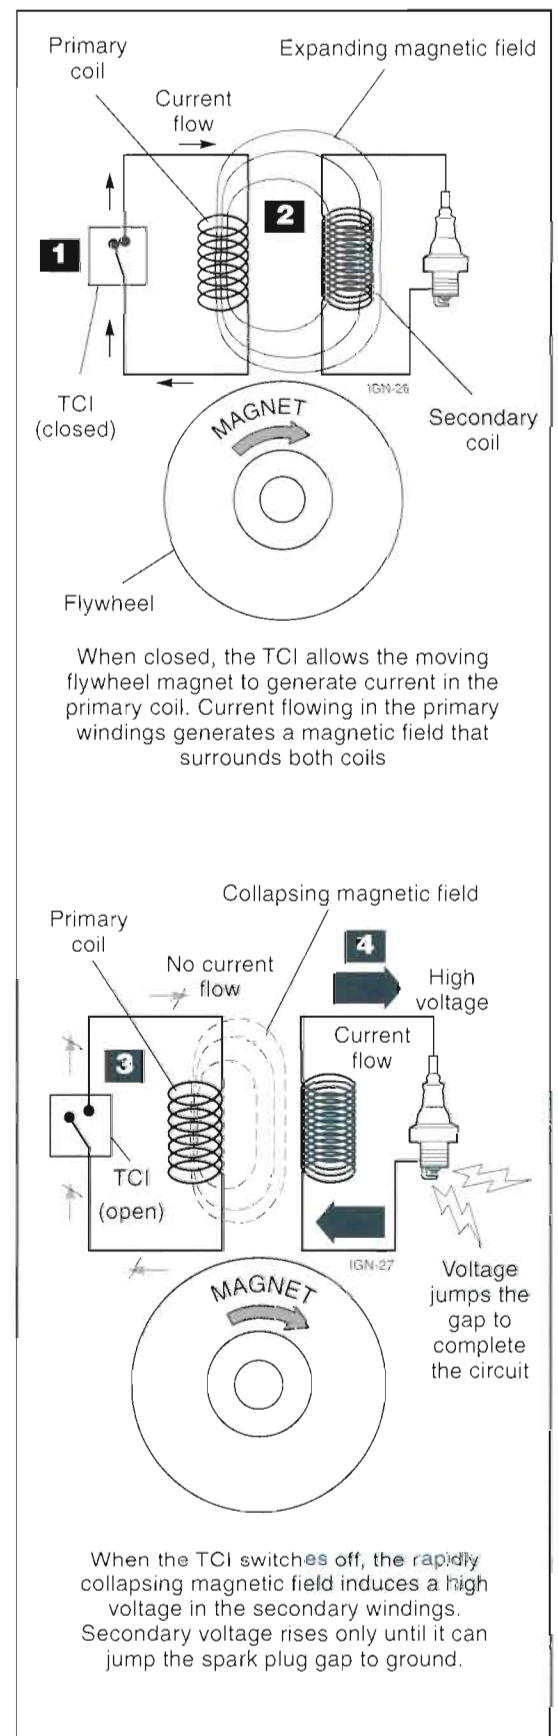 Primary
coil
Expanding magnetic field
Current
flow
1
2
TCI
(closed)
IGN-26
Secondary
coil
MAGNET
Flywheel
When closed, the TCI allows the moving
flywheel magnet to generate current in the
primary coil. Current flowing in the primary
windings generates a magnetic field that
surrounds both coils
Collapsing magnetic field
Primary
coil
No current
flow
4
High
voltage
Current
flow
3
TCI
(open)
IGN-27
MAGNET
Voltage
jumps the
gap to
complete
the circuit
When the TCI switches off, the rapidly
collapsing magnetic field induces a high
voltage in the secondary windings.
Secondary voltage rises only until it can
jump the spark plug gap to ground.